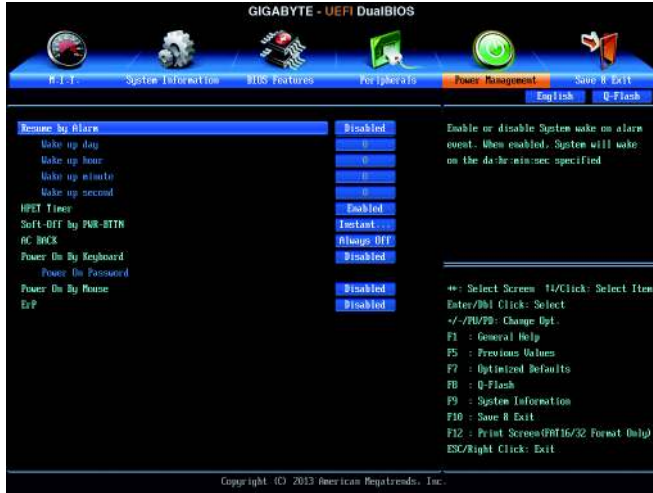 GIGABYTE - UEFI DualBIOS
M.I.T.
System Information
BIOS Features
Peripherals
Power Management
Save & Exit
English
Q-Flash
Resume by Alarm Disabled
Wake up day 0
Wake up hour 0
Wake up minute 0
Wake up second 0
HPET Timer Enabled
Soft-Off by PWR-BTTN Instant...
AC BACK Always Off
Power On By Keyboard Disabled
Power On Password
Power On By Mouse Disabled
ErP Disabled
Enable or disable System wake on alarm
event. When enabled, System will wake
on the da:hr:min:sec specified
↔: Select Screen ↑↓/Click: Select Item
Enter/Dbl Click: Select
+/-/PU/PD: Change Opt.
F1 : General Help
F5 : Previous Values
F7 : Optimized Defaults
F8 : Q-Flash
F9 : System Information
F10 : Save & Exit
F12 : Print Screen(FAT16/32 Format Only)
ESC/Right Click: Exit
Copyright (C) 2013 American Megatrends, Inc.